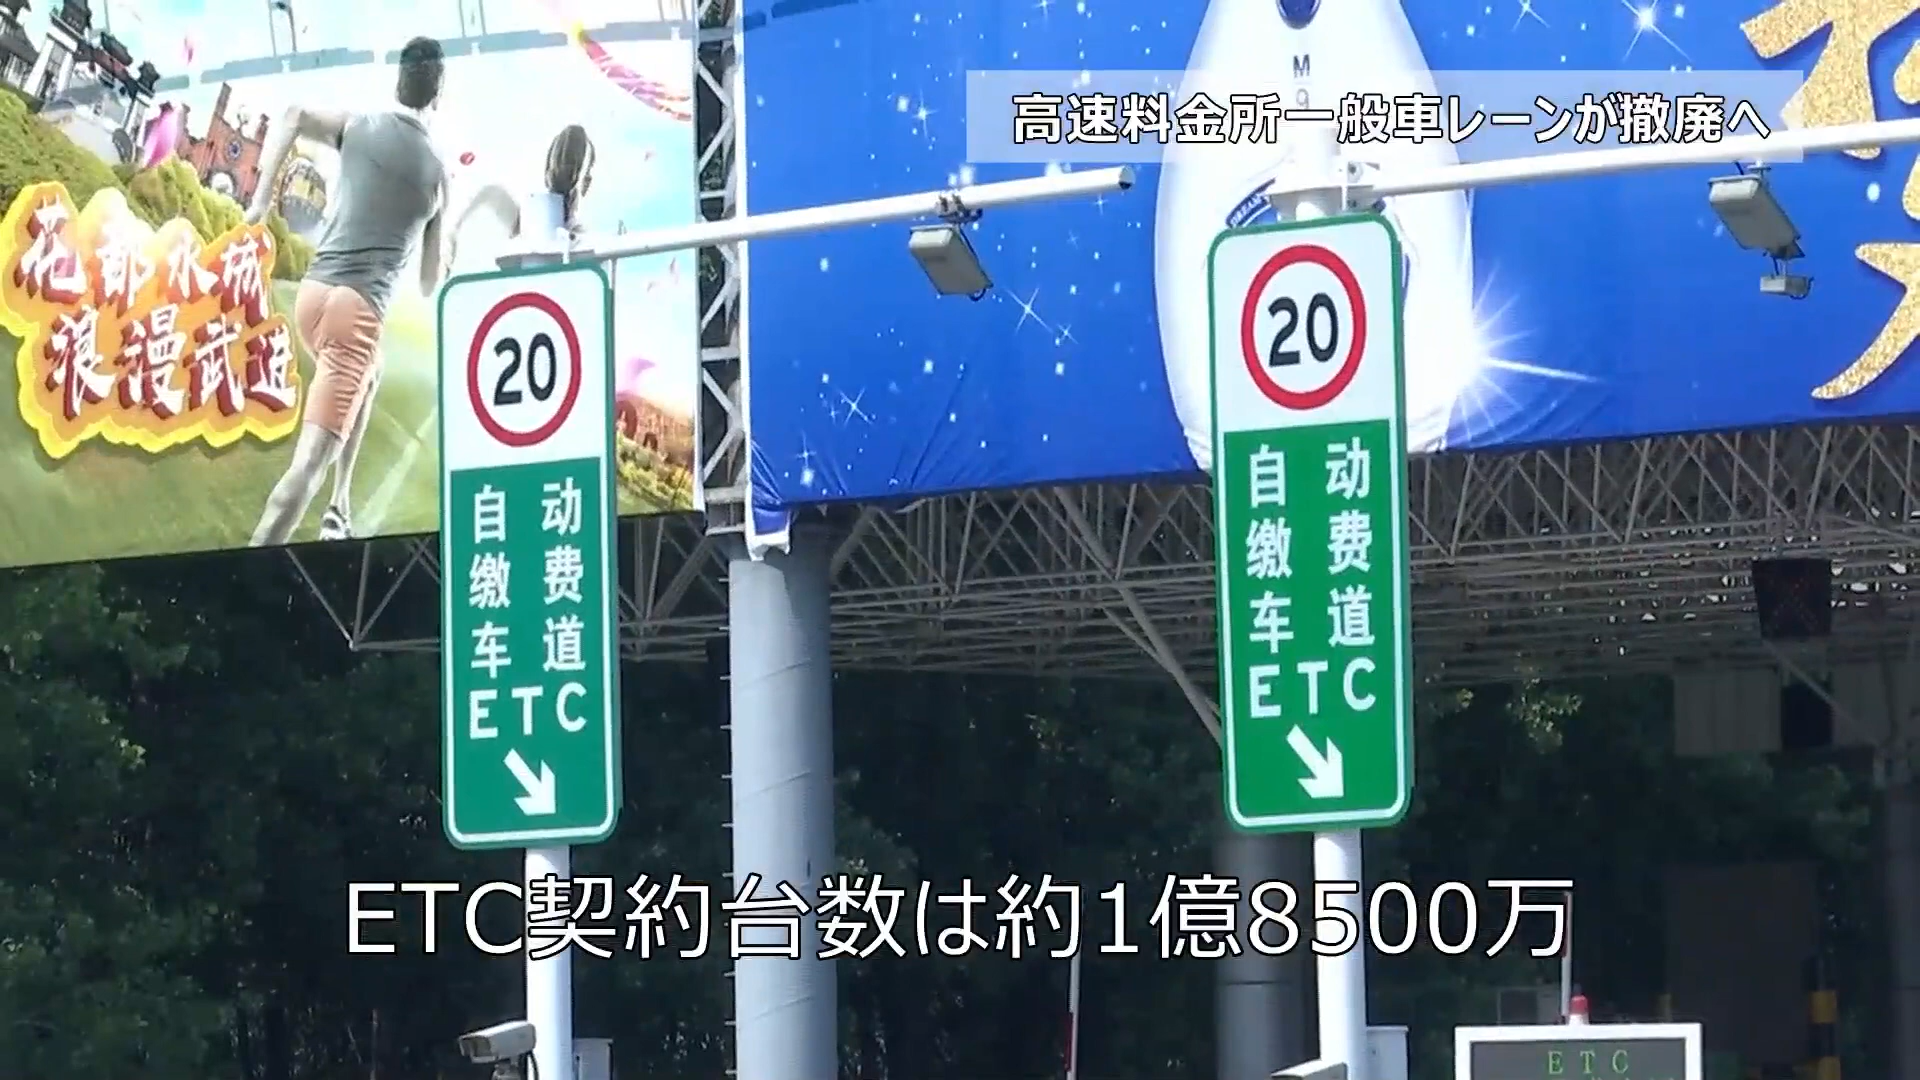 高速料金所一般車レーンが撤廃へ
M
9
花都水城
浪漫武进
20
自动
缴费
车道
ETC
20
自动
缴费
车道
ETC
ETC契約台数は約1億8500万
ETC